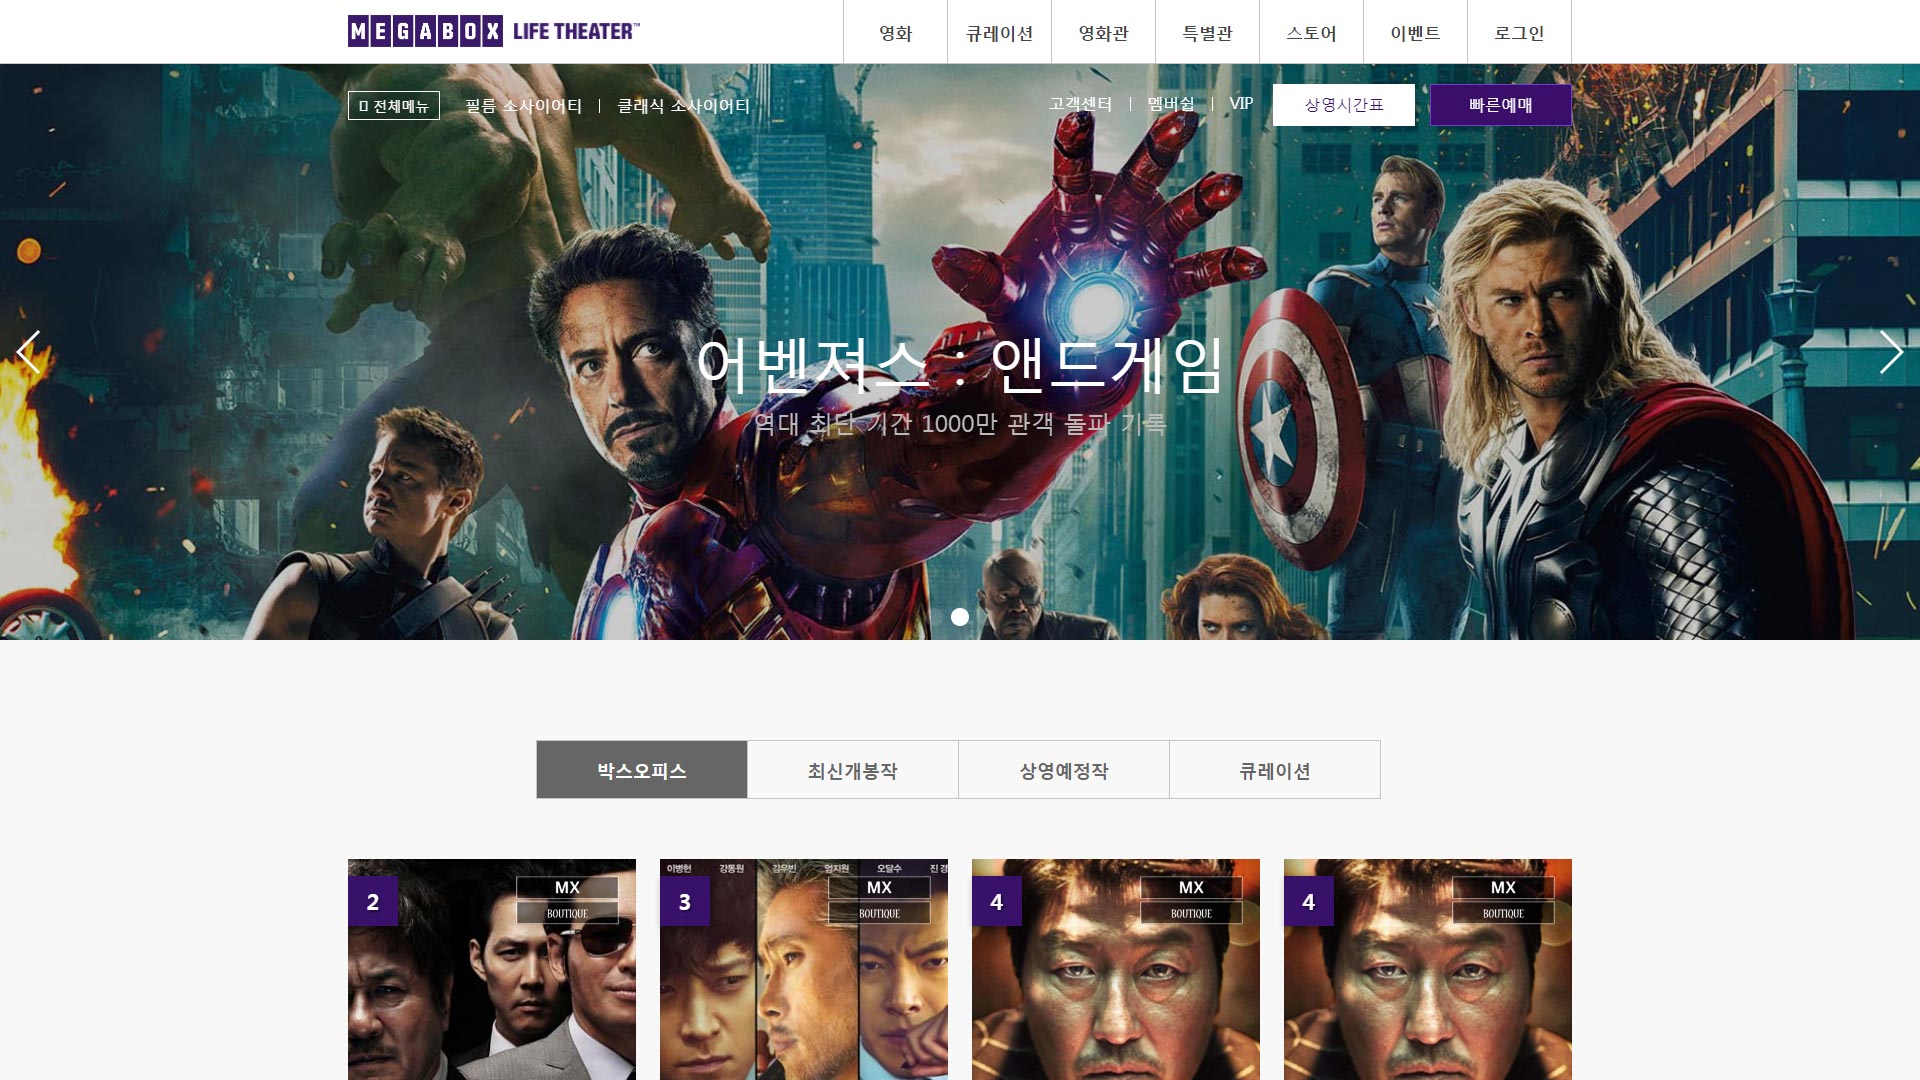 MEGABOX LIFE THEATER™
영화 큐레이션 영화관 특별관 스토어 이벤트 로그인
전체메뉴 필름 소사이어티 클래식 소사이어티 고객센터 멤버쉽 VIP 상영시간표 빠른예매
어벤져스 : 앤드게임
역대 최단 기간 1000만 관객 돌파 기록
박스오피스 최신개봉작 상영예정작 큐레이션
이병헌 강동원 김우빈 엄지원 오달수 진경
2 MX 3 MX 4 MX 4 MX
BOUTIQUE BOUTIQUE BOUTIQUE BOUTIQUE